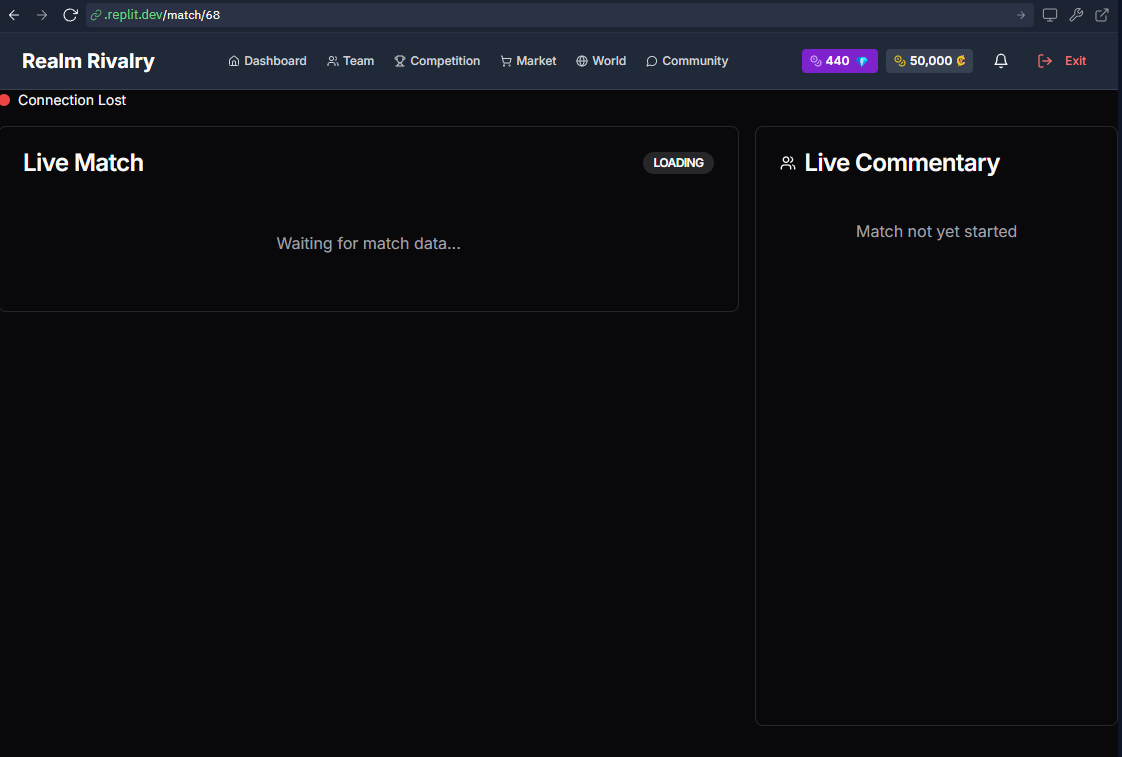 .replit.dev/match/68
Realm Rivalry
Dashboard
Team
Competition
Market
World
Community
440
50,000 ₡
Exit
Connection Lost
Live Match
LOADING
Waiting for match data...
Live Commentary
Match not yet started